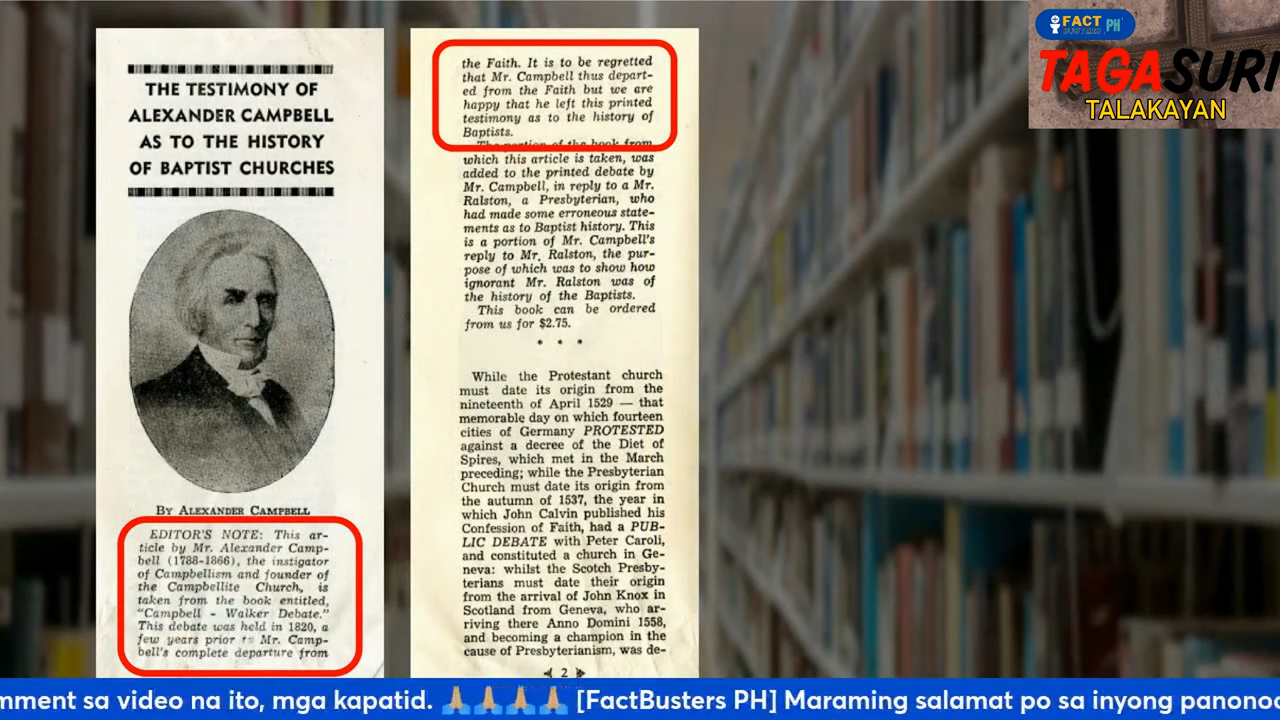 THE TESTIMONY OF
ALEXANDER CAMPBELL
AS TO THE HISTORY
OF BAPTIST CHURCHES
BY ALEXANDER CAMPBELL
EDITOR'S NOTE: This ar-
ticle by Mr. Alexander Camp-
bell (1788-1866), the instigator
of Campbellism and founder of
the Campbellite Church, is
taken from the book entitled,
"Campbell - Walker Debate."
This debate was held in 1820, a
few years prior to Mr. Camp-
bell's complete departure from
the Faith. It is to be regretted
that Mr. Campbell thus depart-
ed from the Faith but we are
happy that he left this printed
testimony as to the history of
Baptists.
The portion of the book from
which this article is taken, was
added to the printed debate by
Mr. Campbell, in reply to a Mr.
Ralston, a Presbyterian, who
had made some erroneous state-
ments as to Baptist history. This
is a portion of Mr. Campbell's
reply to Mr. Ralston, the pur-
pose of which was to show how
ignorant Mr. Ralston was of
the history of the Baptists.
This book can be ordered
from us for $2.75.
* * *
While the Protestant church
must date its origin from the
nineteenth of April 1529 — that
memorable day on which fourteen
cities of Germany PROTESTED
against a decree of the Diet of
Spires, which met in the March
preceding; while the Presbyterian
Church must date its origin from
the autumn of 1537, the year in
which John Calvin published his
Confession of Faith, had a PUB-
LIC DEBATE with Peter Caroli,
and constituted a church in Ge-
neva: whilst the Scotch Presby-
terians must date their origin
from the arrival of John Knox in
Scotland from Geneva, who ar-
riving there Anno Domini 1558,
and becoming a champion in the
cause of Presbyterianism, was de-
2
FACT
BUSTERS .PH
TAGASURI
TALAKAYAN
mment sa video na ito, mga kapatid. 🙏🙏🙏🙏 [FactBusters PH] Maraming salamat po sa inyong panonoo